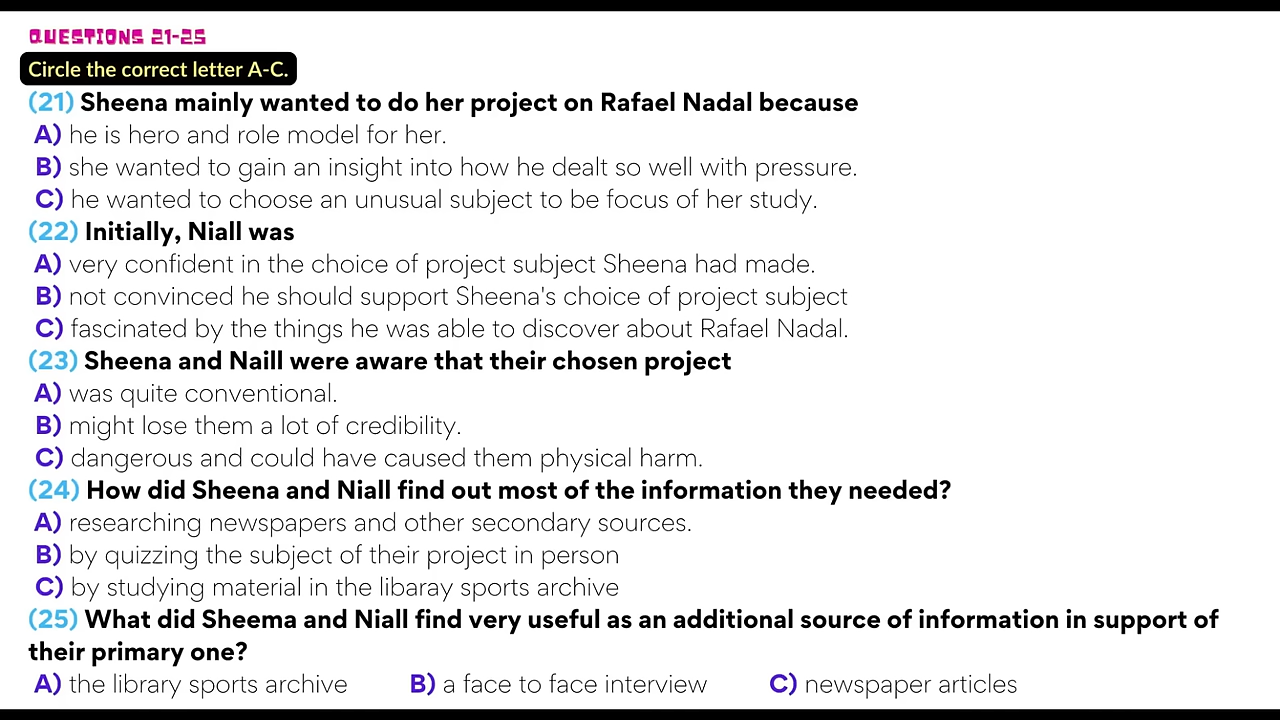 QUESTIONS 21-25
Circle the correct letter A-C.
(21) Sheena mainly wanted to do her project on Rafael Nadal because
A) he is hero and role model for her.
B) she wanted to gain an insight into how he dealt so well with pressure.
C) he wanted to choose an unusual subject to be focus of her study.
(22) Initially, Niall was
A) very confident in the choice of project subject Sheena had made.
B) not convinced he should support Sheena's choice of project subject
C) fascinated by the things he was able to discover about Rafael Nadal.
(23) Sheena and Naill were aware that their chosen project
A) was quite conventional.
B) might lose them a lot of credibility.
C) dangerous and could have caused them physical harm.
(24) How did Sheena and Niall find out most of the information they needed?
A) researching newspapers and other secondary sources.
B) by quizzing the subject of their project in person
C) by studying material in the libaray sports archive
(25) What did Sheema and Niall find very useful as an additional source of information in support of
their primary one?
A) the library sports archive B) a face to face interview C) newspaper articles